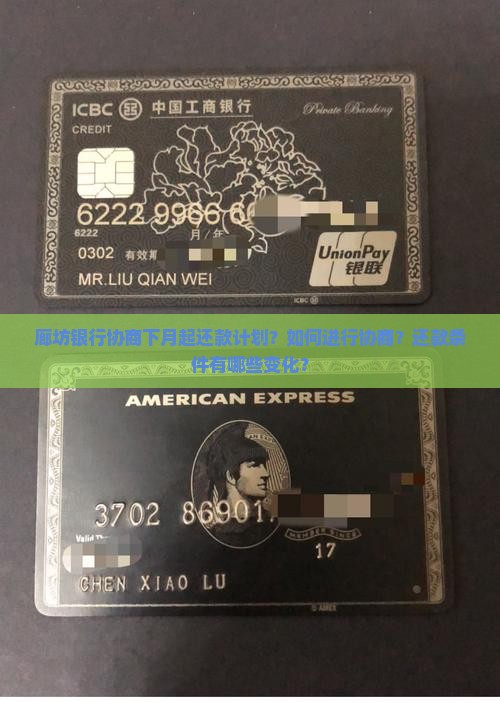 ICBC 中国工商银行 Private Banking
CREDIT
6222 9966 6
6222
月/年
0302 有效期
UnionPay
银联
MR.LIU QIAN WEI
ICBC
廊坊银行协商下月起还款计划？如何进行协商？还款条
件有哪些变化？
AMERICAN EXPRESS
3702 86901
MEMBER SINCE
Valid Thru
17
CHEN XIAO LU
© AMEX